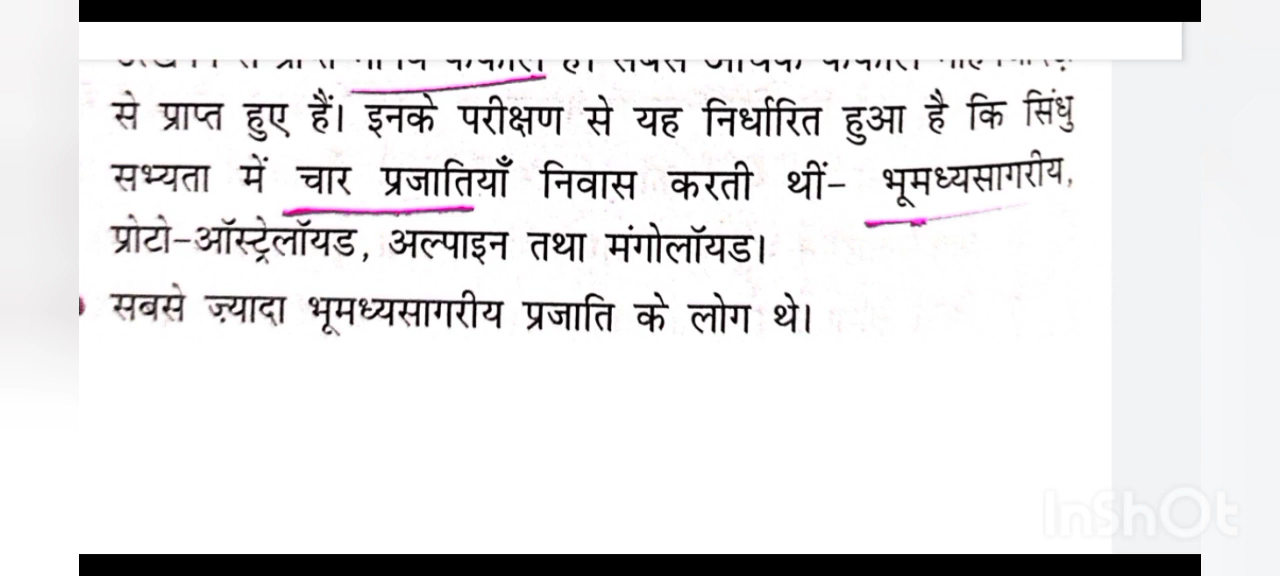 से प्राप्त हुए हैं। इनके परीक्षण से यह निर्धारित हुआ है कि सिंधु
सभ्यता में चार प्रजातियाँ निवास करती थीं- भूमध्यसागरीय,
प्रोटो-ऑस्ट्रेलॉयड, अल्पाइन तथा मंगोलॉयड।
सबसे ज़्यादा भूमध्यसागरीय प्रजाति के लोग थे।
InShOt